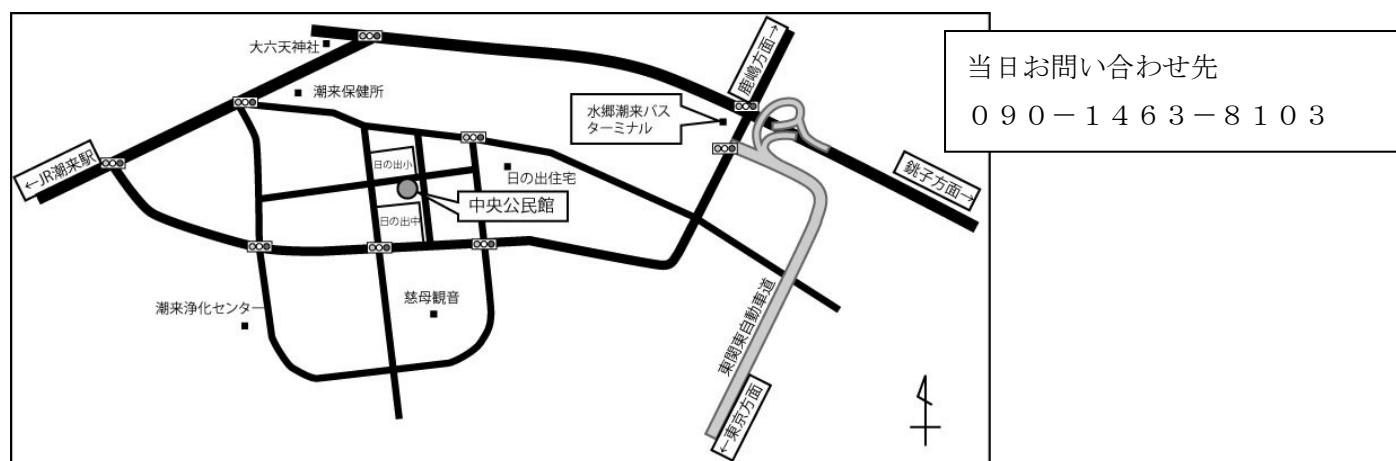 大六天神社
潮来保健所
←JR潮来駅
日の出小
日の出中
中央公民館
日の出住宅
水郷潮来バス
ターミナル
鹿嶋方面→
銚子方面→
潮来浄化センター
慈母観音
東関東自動車道
←東京方面
当日お問い合わせ先
０９０－１４６３－８１０３